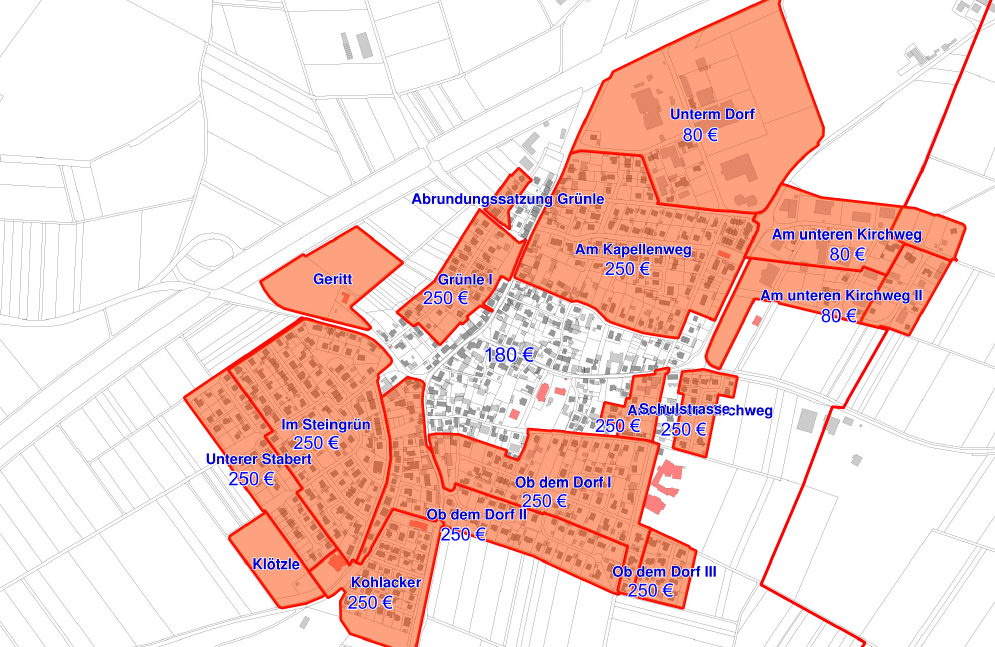 Unterm Dorf
80 €
Abrundungssatzung Grünle
Am unteren Kirchweg
80 €
Am Kapellenweg
250 €
Geritt
Grünle I
250 €
Am unteren Kirchweg II
80 €
180 €
Schulstrasse
250 €
250 €
Im Steingrün
250 €
Unterer Stabert
250 €
Ob dem Dorf I
250 €
Ob dem Dorf II
250 €
Klötzle
Kohlacker
250 €
Ob dem Dorf III
250 €